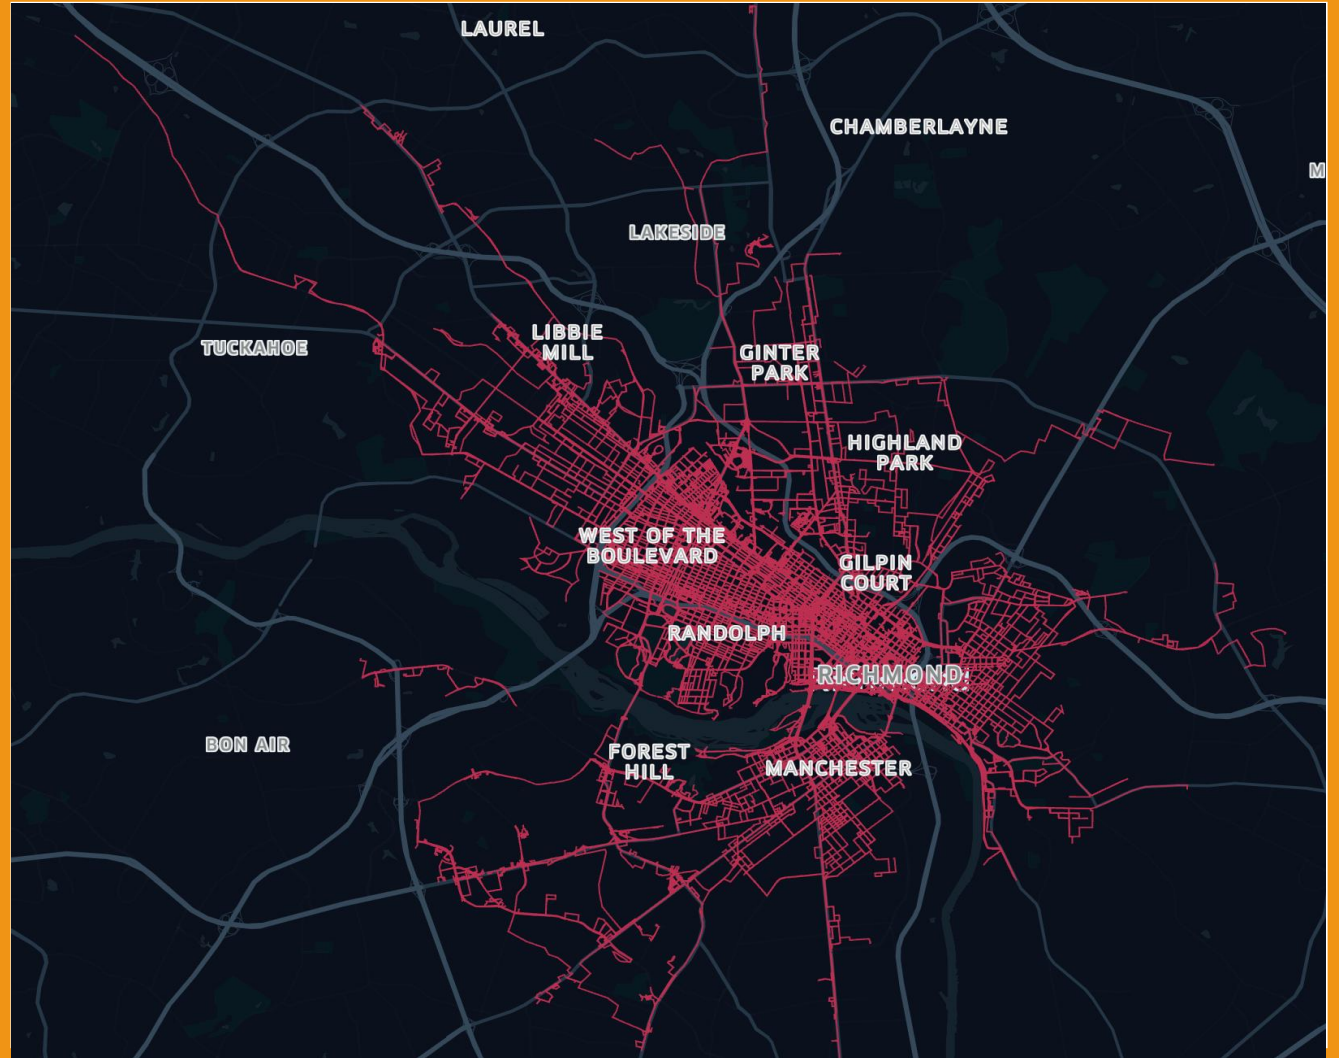 LAUREL
CHAMBERLAYNE
M
LAKESIDE
LIBBIE
MILL
TUCKAHOE
GINTER
PARK
HIGHLAND
PARK
WEST OF THE
BOULEVARD
GILPIN
COURT
RANDOLPH
RICHMOND
BON AIR
FOREST
HILL
MANCHESTER